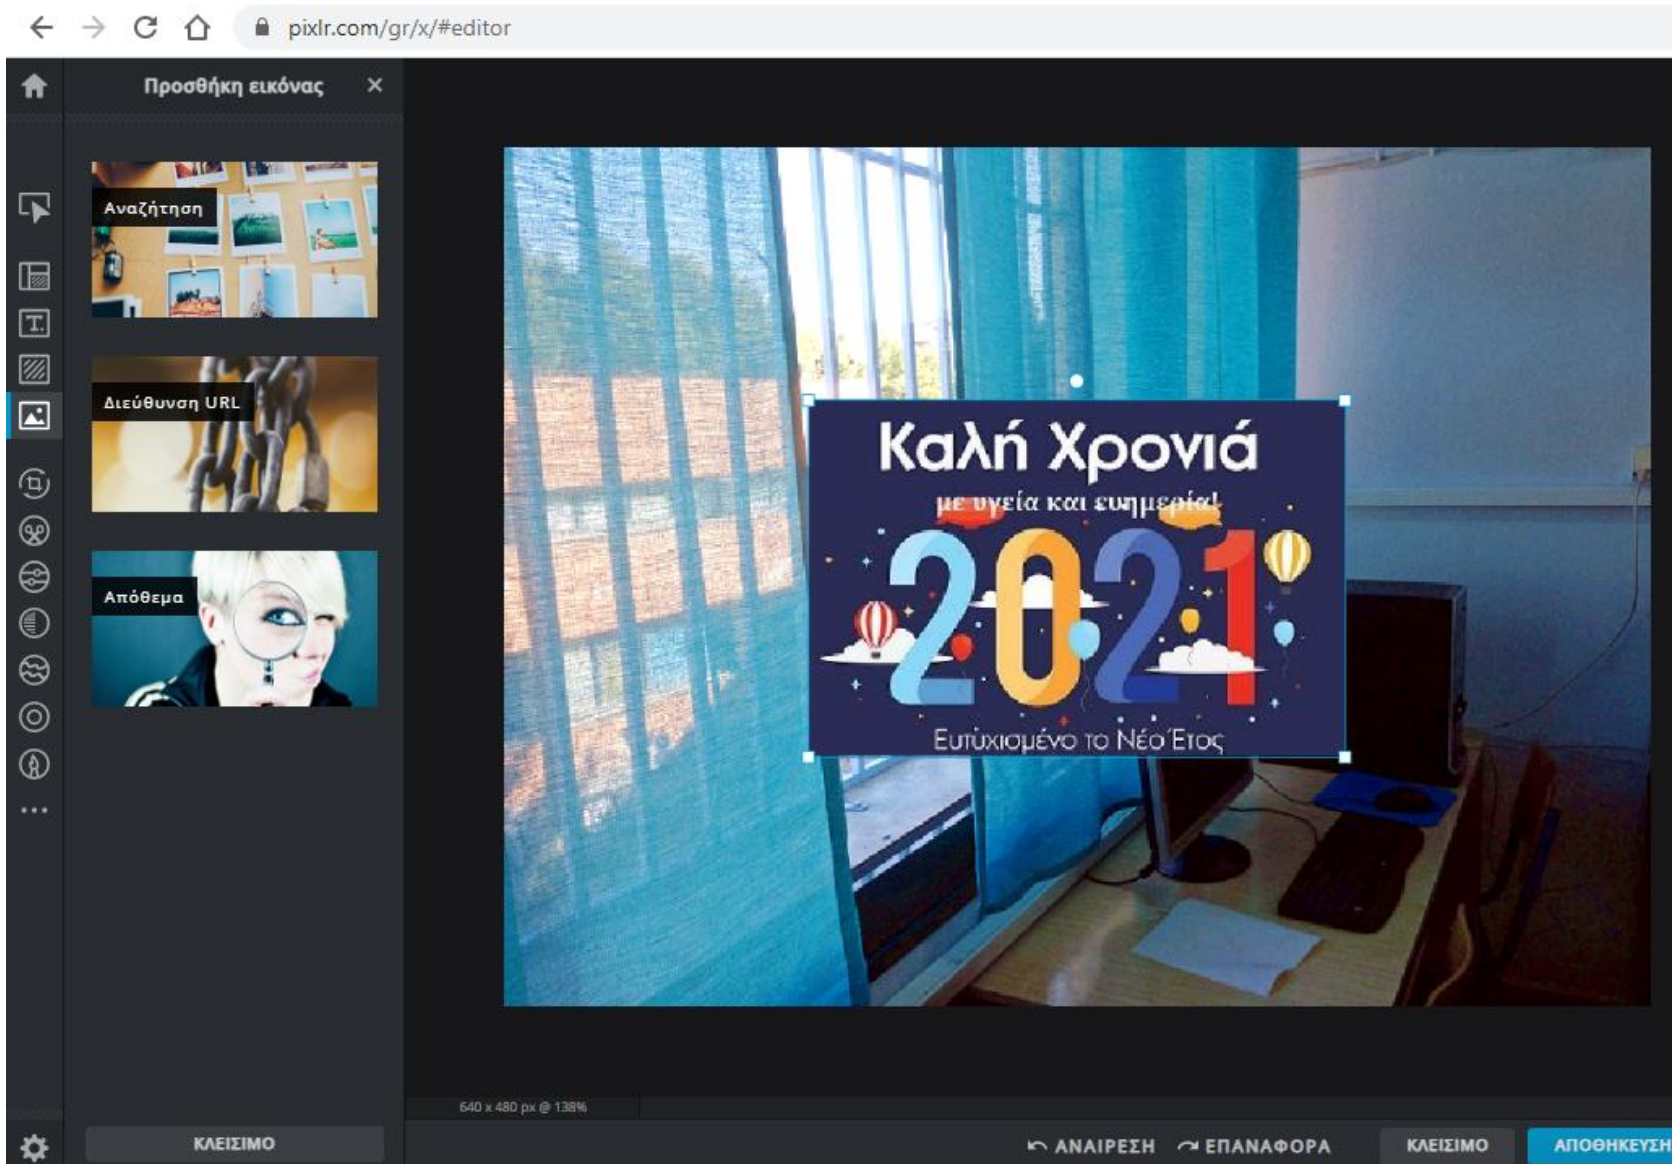 pixlr.com/gr/x/#editor
Προσθήκη εικόνας
Αναζήτηση
Διεύθυνση URL
Απόθεμα
Καλή Χρονιά
με υγεία και ευημερία!
2021
Ευτυχισμένο το Νέο Έτος
640 x 480 px @ 138%
ΚΛΕΙΣΙΜΟ
ΑΝΑΙΡΕΣΗ
ΕΠΑΝΑΦΟΡΑ
ΚΛΕΙΣΙΜΟ
ΑΠΟΘΗΚΕΥΣΗ